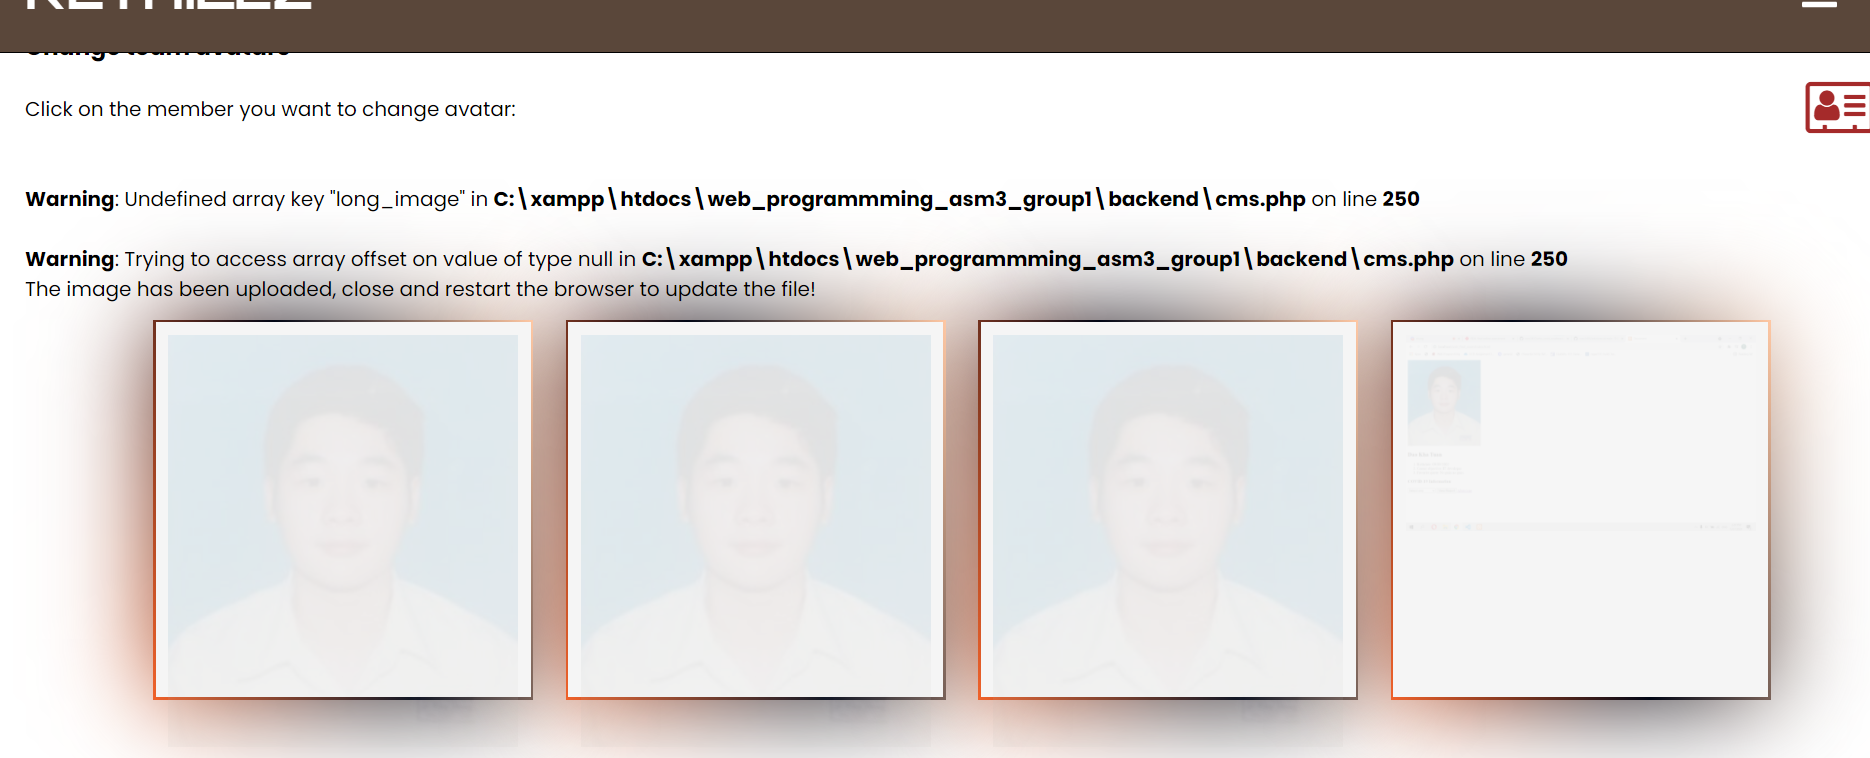 Change team avatars
Click on the member you want to change avatar:
Warning: Undefined array key "long_image" in C:\xampp\htdocs\web_programmming_asm3_group1\backend\cms.php on line 250
Warning: Trying to access array offset on value of type null in C:\xampp\htdocs\web_programmming_asm3_group1\backend\cms.php on line 250
The image has been uploaded, close and restart the browser to update the file!